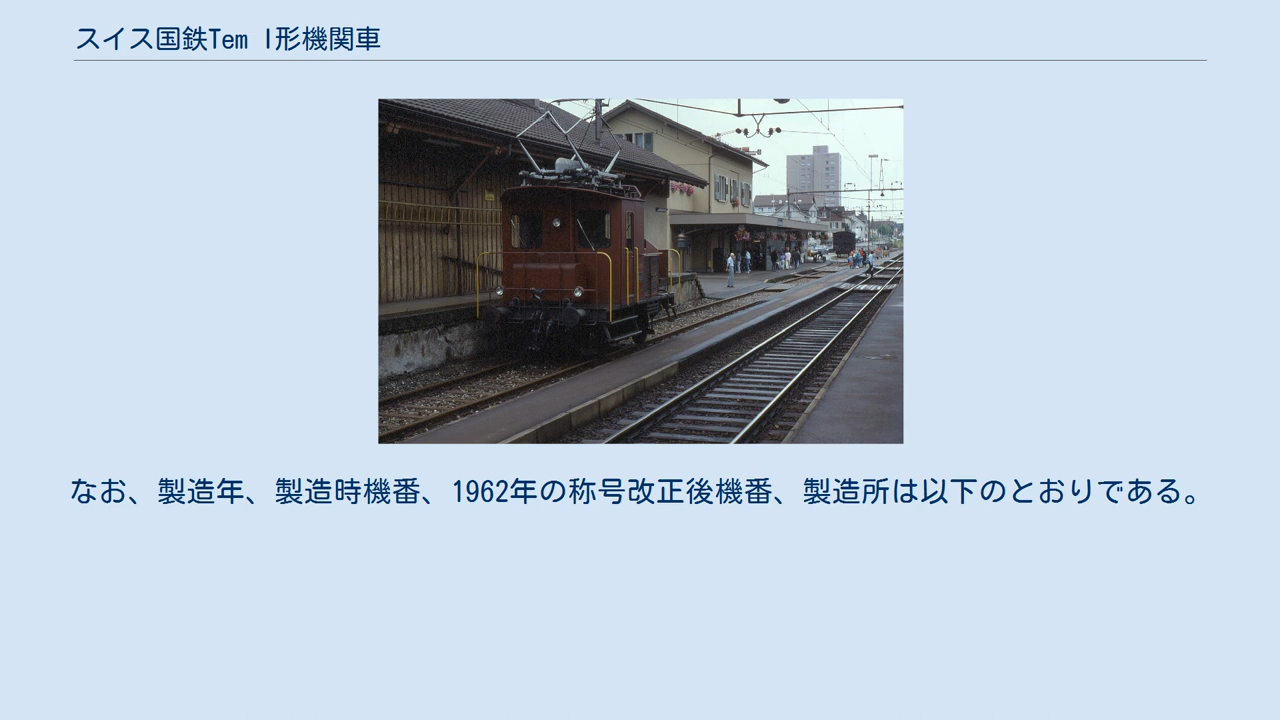 スイス国鉄Tem I形機関車
なお、製造年、製造時機番、1962年の称号改正後機番、製造所は以下のとおりである。